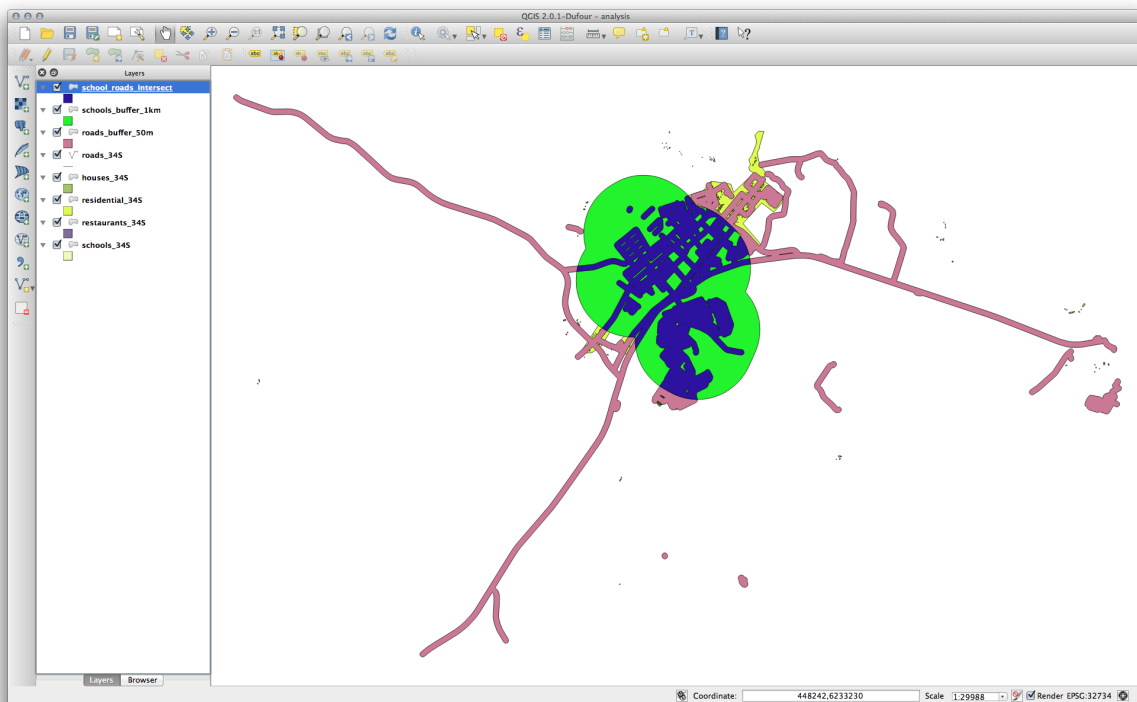 QGIS 2.0.1-Dufour - analysis
Layers
school_roads_intersect
schools_buffer_1km
roads_buffer_50m
roads_34S
houses_34S
residential_34S
restaurants_34S
schools_34S
Layers Browser
Coordinate: 448242,6233230 Scale 1:29988 Render EPSG:32734